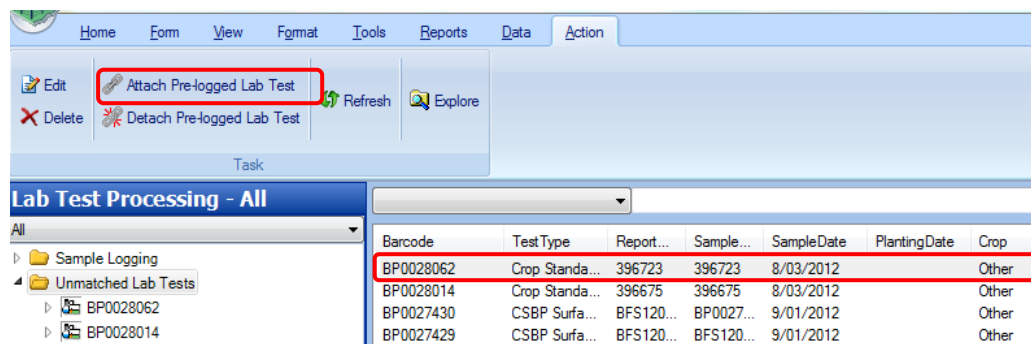 Home Form View Format Tools Reports Data Action
Edit Attach Pre-logged Lab Test Refresh Explore
Delete Detach Pre-logged Lab Test
Task
Lab Test Processing - All
All
Sample Logging
Unmatched Lab Tests
BP0028062
BP0028014
Barcode TestType Report... Sample... SampleDate PlantingDate Crop
BP0028062 Crop Standa... 396723 396723 8/03/2012 Other
BP0028014 Crop Standa... 396675 396675 8/03/2012 Other
BP0027430 CSBP Surfa... BFS120... BP0027... 9/01/2012 Other
BP0027429 CSBP Surfa... BFS120... BFS120... 9/01/2012 Other